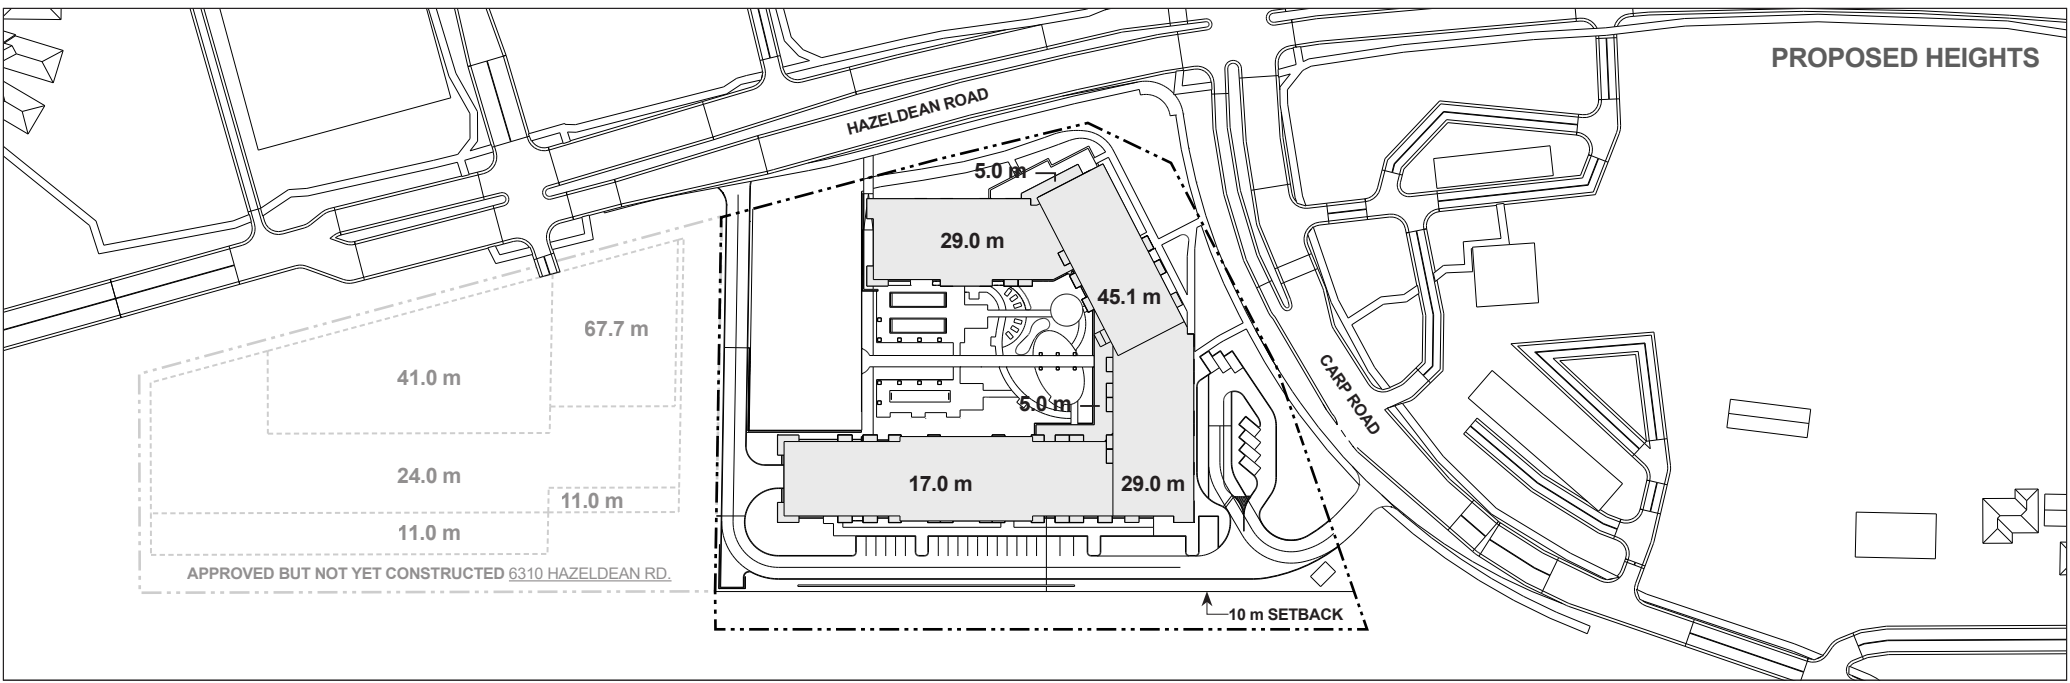 PROPOSED HEIGHTS
HAZELDEAN ROAD
5.0 m
29.0 m
45.1 m
67.7 m
41.0 m
CARP ROAD
5.0 m
24.0 m
17.0 m
29.0 m
11.0 m
11.0 m
APPROVED BUT NOT YET CONSTRUCTED 6310 HAZELDEAN RD.
10 m SETBACK